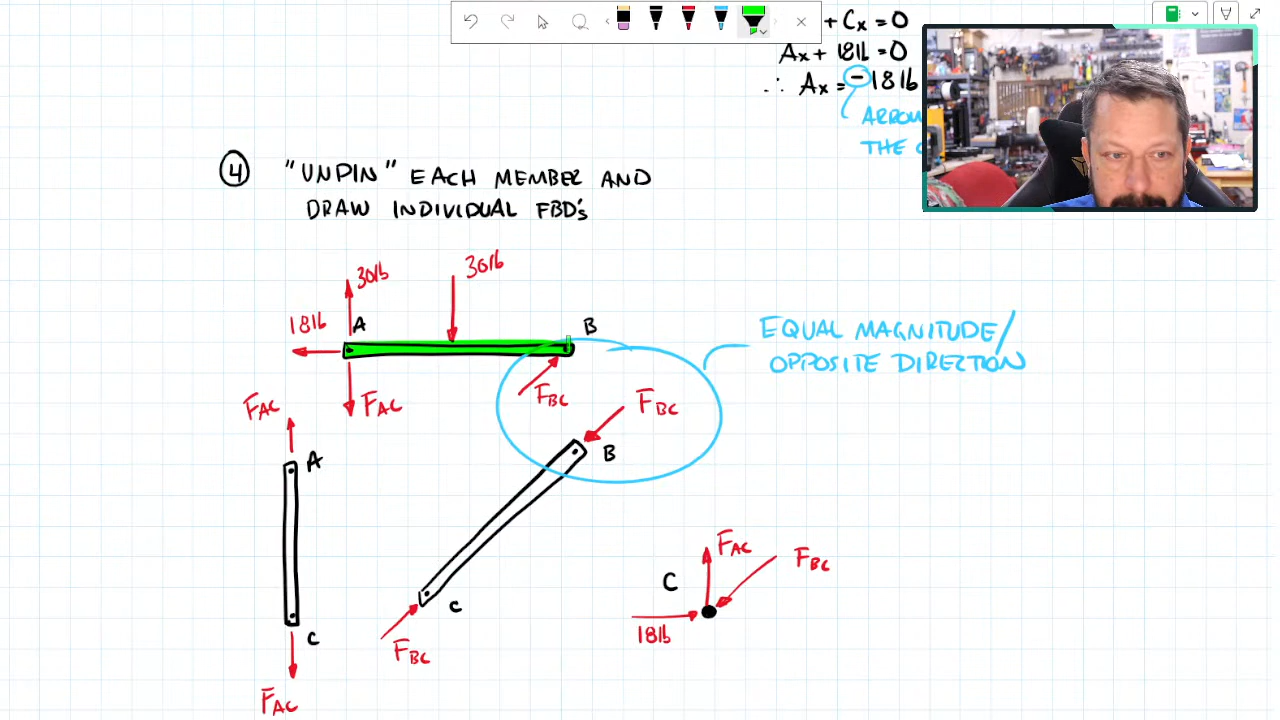 + Cx = 0
Ax + 18lb = 0
∴ Ax = -18lb
ARROW
THE
4 "UNPIN" EACH MEMBER AND
DRAW INDIVIDUAL FBD's
30lb
30lb
18lb
A
B
EQUAL MAGNITUDE/
OPPOSITE DIRECTION
FAC
FAC
FBC
FBC
A
B
C
FAC
FBC
C
18lb
C
FBC
FAC